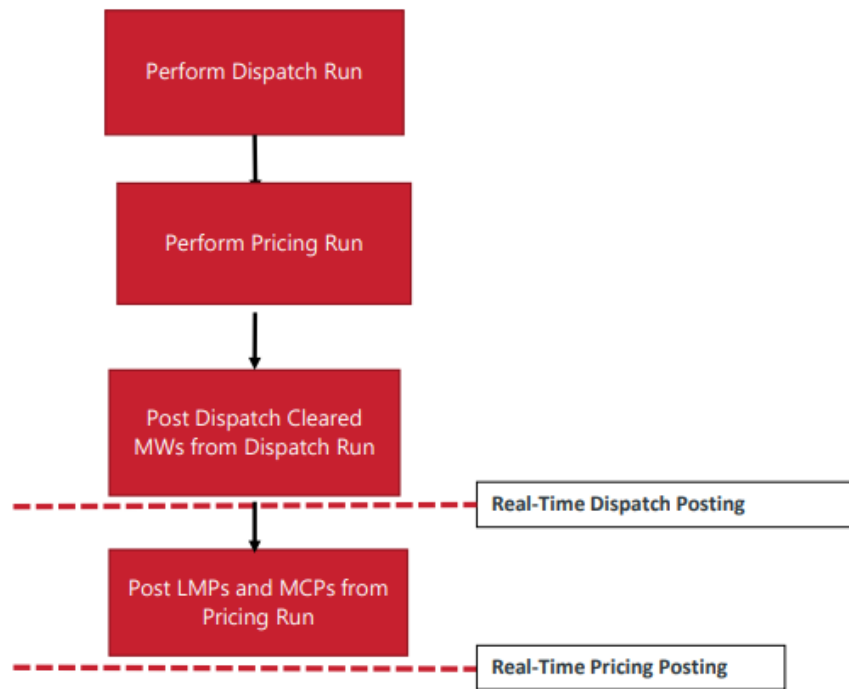 Perform Dispatch Run
Perform Pricing Run
Post Dispatch Cleared
MWs from Dispatch Run
Real-Time Dispatch Posting
Post LMPs and MCPs from
Pricing Run
Real-Time Pricing Posting